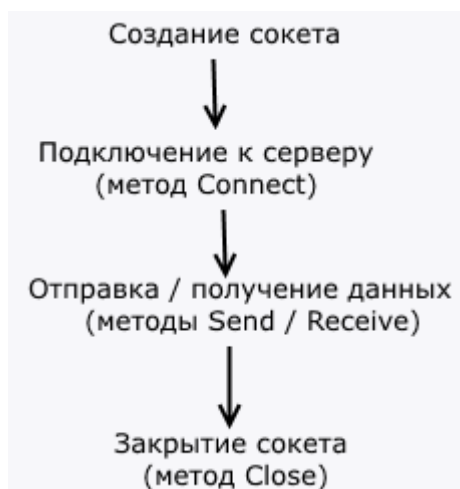 Создание сокета
Подключение к серверу
(метод Connect)
Отправка / получение данных
(методы Send / Receive)
Закрытие сокета
(метод Close)